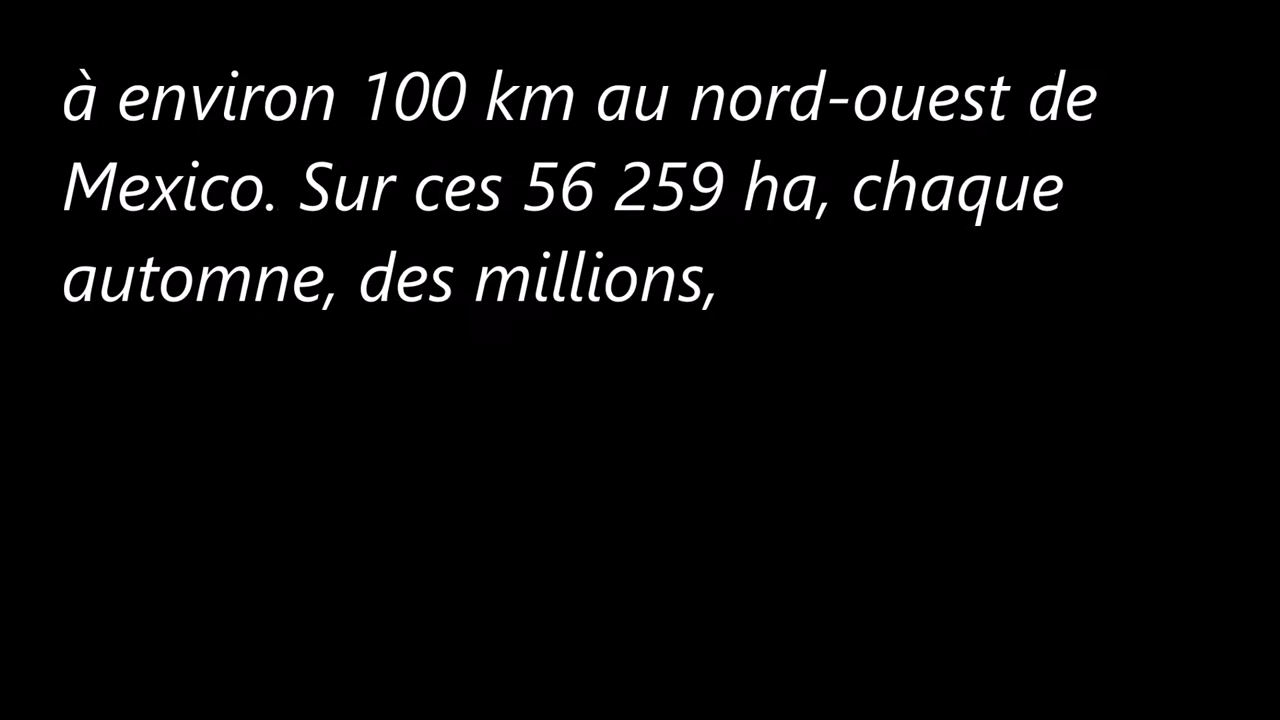 à environ 100 km au nord-ouest de
Mexico. Sur ces 56 259 ha, chaque
automne, des millions,